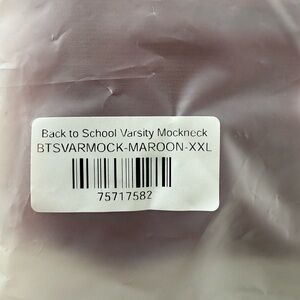 Back to School Varsity Mockneck
BTSVARMOCK-MAROON-XXL
75717582